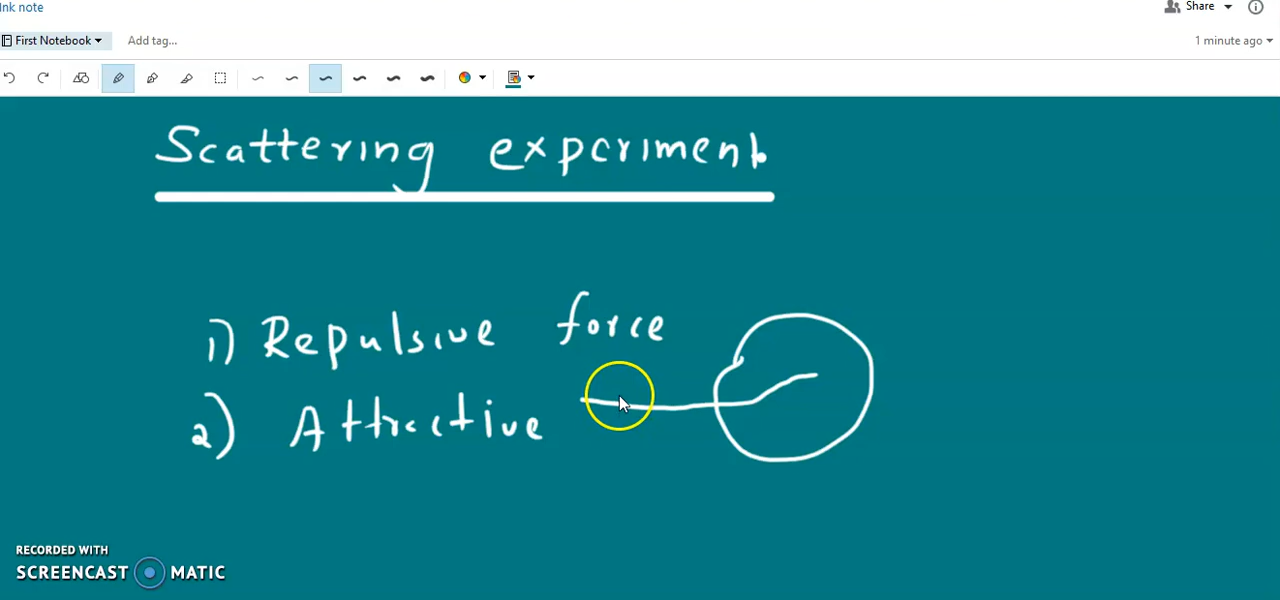 Ink note
Share
First Notebook
Add tag...
1 minute ago
Scattering experiment
1) Repulsive force
2) Attractive
RECORDED WITH
SCREENCAST MATIC